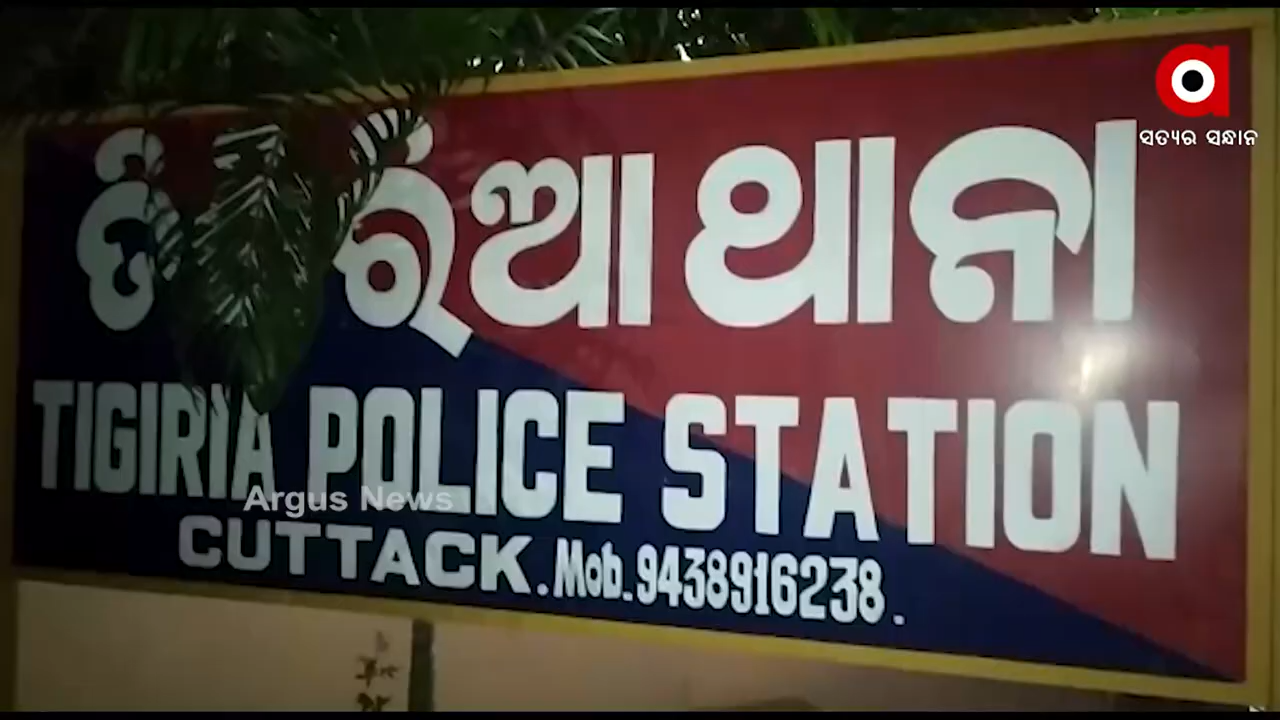 ଥାନା
TIGIRIA POLICE STATION
CUTTACK. Mob. 9438916238.
Argus News
ସତ୍ୟର ସନ୍ଧାନ